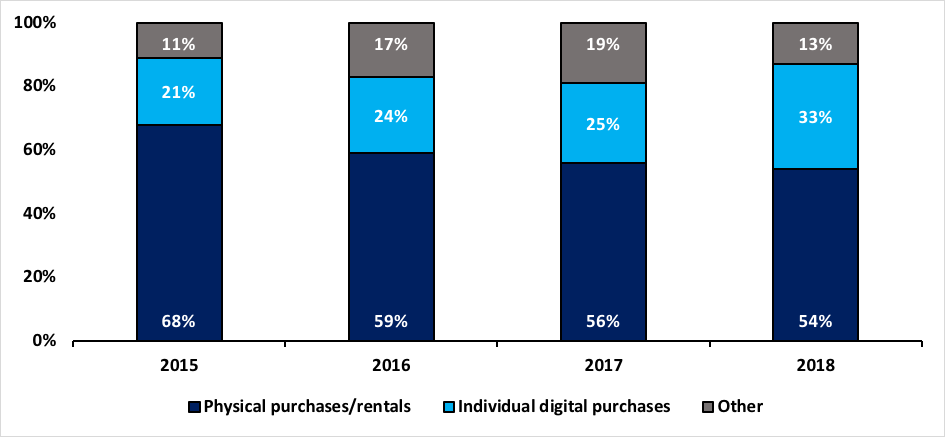 100%
11% 17% 19% 13%
80%
21% 24% 25% 33%
60%
40%
20%
68% 59% 56% 54%
0%
2015 2016 2017 2018
Physical purchases/rentals Individual digital purchases Other